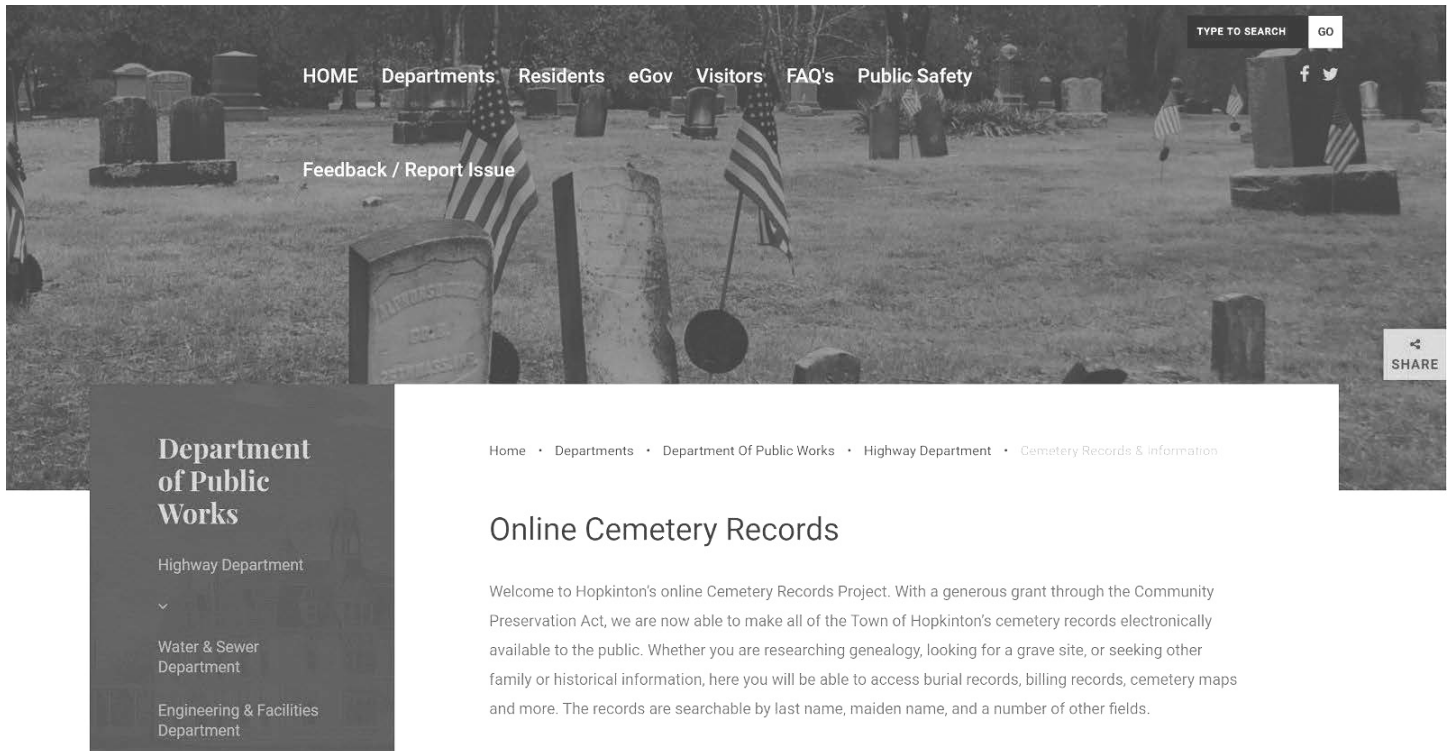 TYPE TO SEARCH GO
HOME Departments Residents eGov Visitors FAQ's Public Safety
Feedback / Report Issue
SHARE
Department
of Public
Works
Highway Department
Water & Sewer
Department
Engineering & Facilities
Department
Home • Departments • Department Of Public Works • Highway Department • Cemetery Records & Information
Online Cemetery Records
Welcome to Hopkinton's online Cemetery Records Project. With a generous grant through the Community
Preservation Act, we are now able to make all of the Town of Hopkinton's cemetery records electronically
available to the public. Whether you are researching genealogy, looking for a grave site, or seeking other
family or historical information, here you will be able to access burial records, billing records, cemetery maps
and more. The records are searchable by last name, maiden name, and a number of other fields.